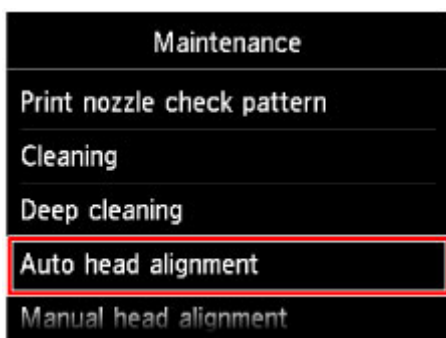 Maintenance
Print nozzle check pattern
Cleaning
Deep cleaning
Auto head alignment
Manual head alignment